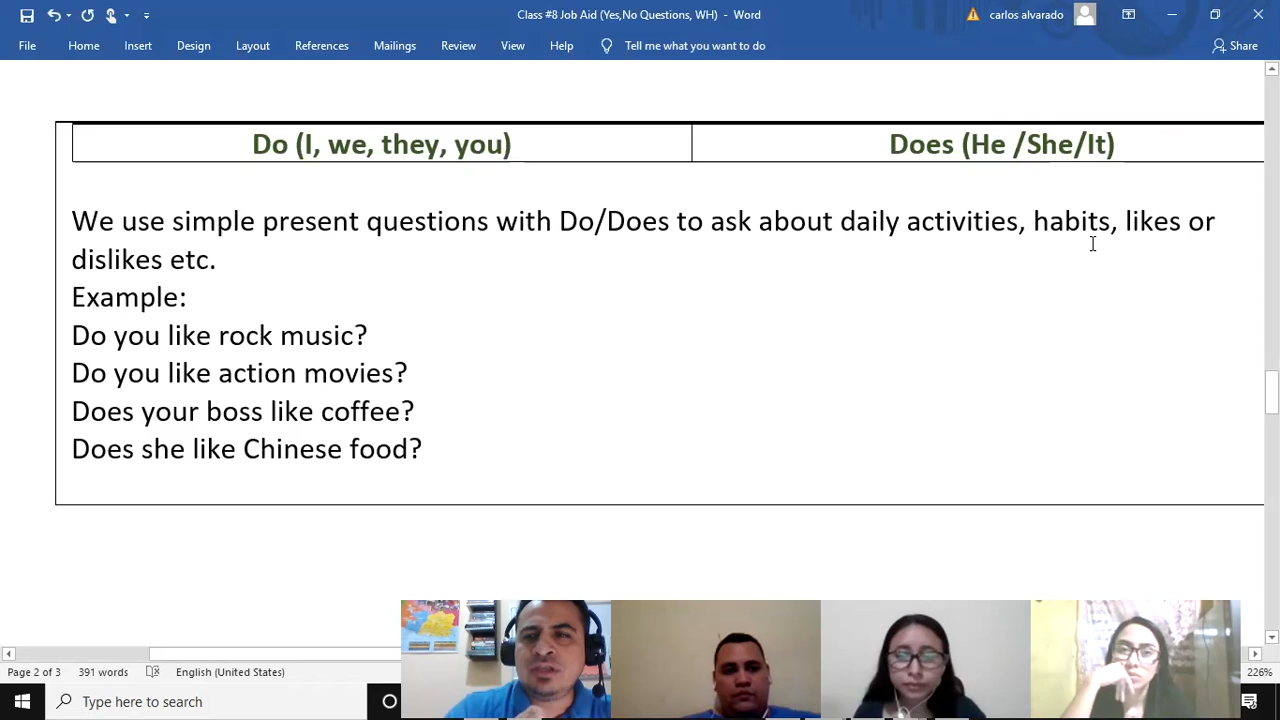 Class #8 Job Aid (Yes,No Questions, WH) - Word
carlos alvarado
File Home Insert Design Layout References Mailings Review View Help Tell me what you want to do Share
Do (I, we, they, you) Does (He /She/It)
We use simple present questions with Do/Does to ask about daily activities, habits, likes or
dislikes etc.
Example:
Do you like rock music?
Do you like action movies?
Does your boss like coffee?
Does she like Chinese food?
Page 2 of 3 391 words English (United States) 226%
Type here to search